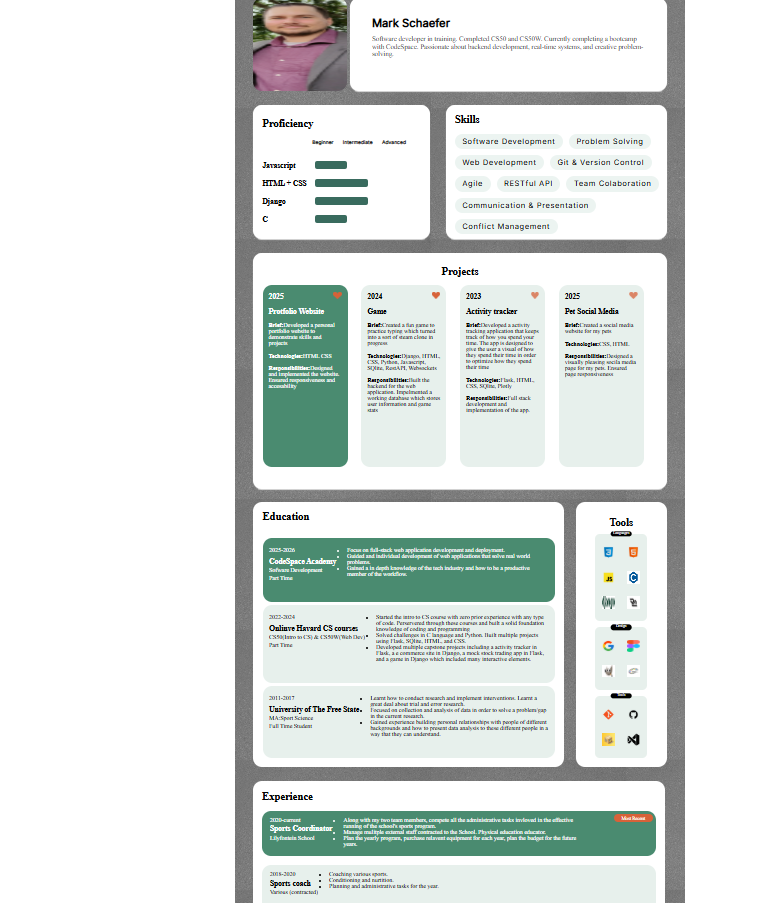 Mark Schaefer
Software developer in training. Completed CS50 and CS50W. Currently completing a bootcamp
with CodeSpace. Passionate about backend development, real-time systems, and creative problem-
solving.
Proficiency
Beginner Intermediate Advanced
Javascript
HTML + CSS
Django
C
Skills
Software Development Problem Solving
Web Development Git & Version Control
Agile RESTful API Team Colaboration
Communication & Presentation
Conflict Management
Projects
2025
Protfolio Website
Brief:Developed a personal
portfolio website to
demonstrate skills and
projects
Technologies:HTML CSS
Responsibilities:Designed
and implemented the website.
Ensured responsiveness and
accessability
2024
Game
Brief:Created a fun game to
practice typing which turned
into a sort of steam clone in
progress
Technologies:Django, HTML,
CSS, Python, Javascript,
SQlite, RestAPI, Websockets
Responsibilities:Built the
backend for the web
application. Impelmented a
working database which stores
user information and game
stats
2023
Activity tracker
Brief:Developed a activity
tracking application that keeps
track of how you spend your
time. The app is designed to
give the user a visual of how
they spend their time in order
to optimize how they spend
their time
Technologies:Flask, HTML,
CSS, SQlite, Plotly
Responsibilities:Full stack
development and
implementation of the app.
2025
Pet Social Media
Brief:Created a social media
website for my pets
Technologies:CSS, HTML
Responsibilities:Designed a
visually pleasing socila media
page for my pets. Ensured
page responsiveness
Education
2025-2026
CodeSpace Academy
Software Development
Part Time
Focus on full-stack web application development and deployment.
Guided and individual development of web applications that solve real world
problems.
Gained a in depth knowledge of the tech industry and how to be a productive
member of the workflow.
2022-2024
Onlinve Havard CS courses
CS50(Intro to CS) & CS50W(Web Dev)
Part Time
Started the intro to CS course with zero prior experience with any type
of code. Perservered through these courses and built a solid foundation
knowledge of coding and programming
Solved challenges in C language and Python. Built multiple projects
using Flask, SQlite, HTML, and CSS.
Developed multiple capstone projects including a activity tracker in
Flask, a e commerce site in Django, a mock stock trading app in Flask,
and a game in Django which included many interactive elements.
2011-2017
University of The Free State
MA:Sport Science
Full Time Student
Learnt how to conduct research and implement interventions. Learnt a
great deal about trial and error research.
Focused on collection and analysis of data in order to solve a problem/gap
in the current research.
Gained experience building personal relationships with people of different
backgrounds and how to present data analysis to these different people in a
way that they can understand.
Tools
Languages
JS
C
Design
Tools
Experience
2020-current
Sports Coordinator
Lilyfontein School
Along with my two team members, compete all the administrative tasks invloved in the effective
running of the school's sports program.
Manage multiple external staff contracted to the School. Physical education educator.
Plan the yearly program, purchase relavent equipment for each year, plan the budget for the future
years.
Most Recent
2018-2020
Sports coach
Various (contracted)
Coaching various sports.
Conditioning and nurtition.
Planning and administrative tasks for the year.